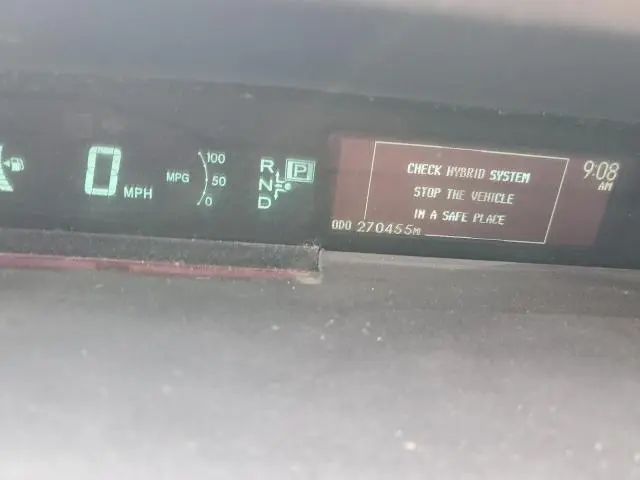 0 MPH
MPG
100
50
0
R
N
D
P
CHECK HYBRID SYSTEM
STOP THE VEHICLE
IN A SAFE PLACE
9:08
AM
ODO 270455MI